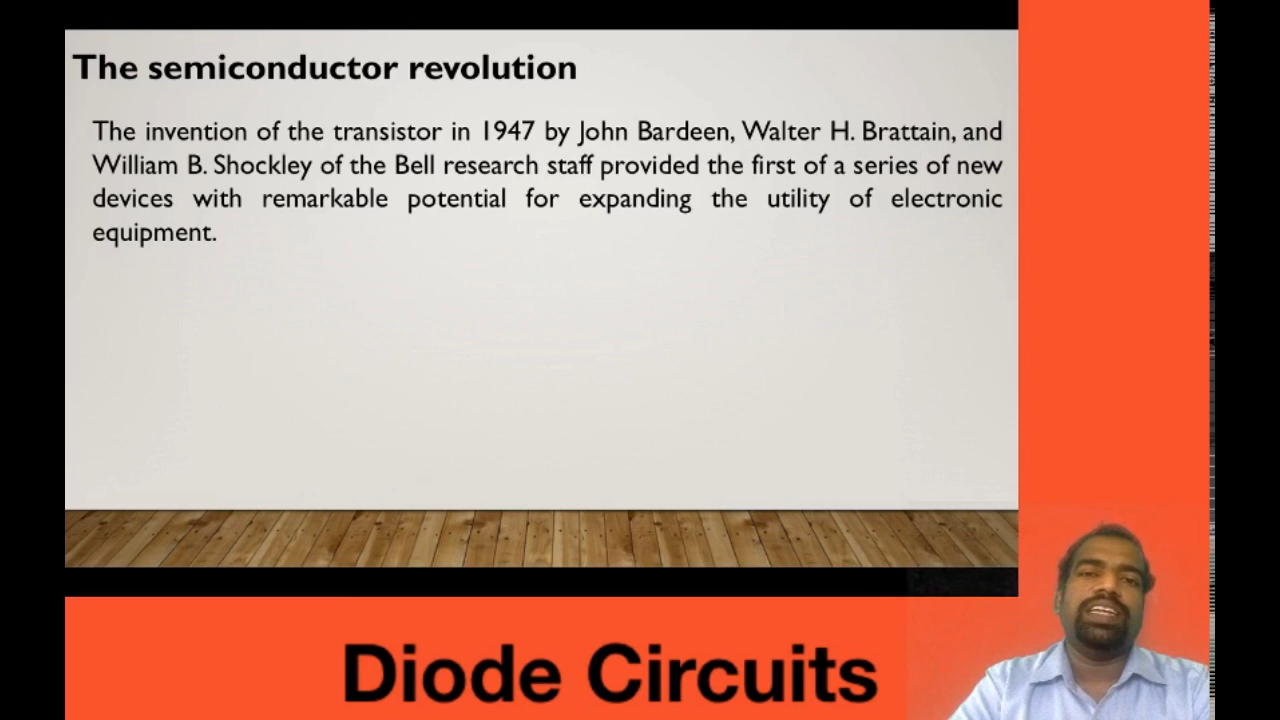 The semiconductor revolution
The invention of the transistor in 1947 by John Bardeen, Walter H. Brattain, and
William B. Shockley of the Bell research staff provided the first of a series of new
devices with remarkable potential for expanding the utility of electronic
equipment.
Diode Circuits